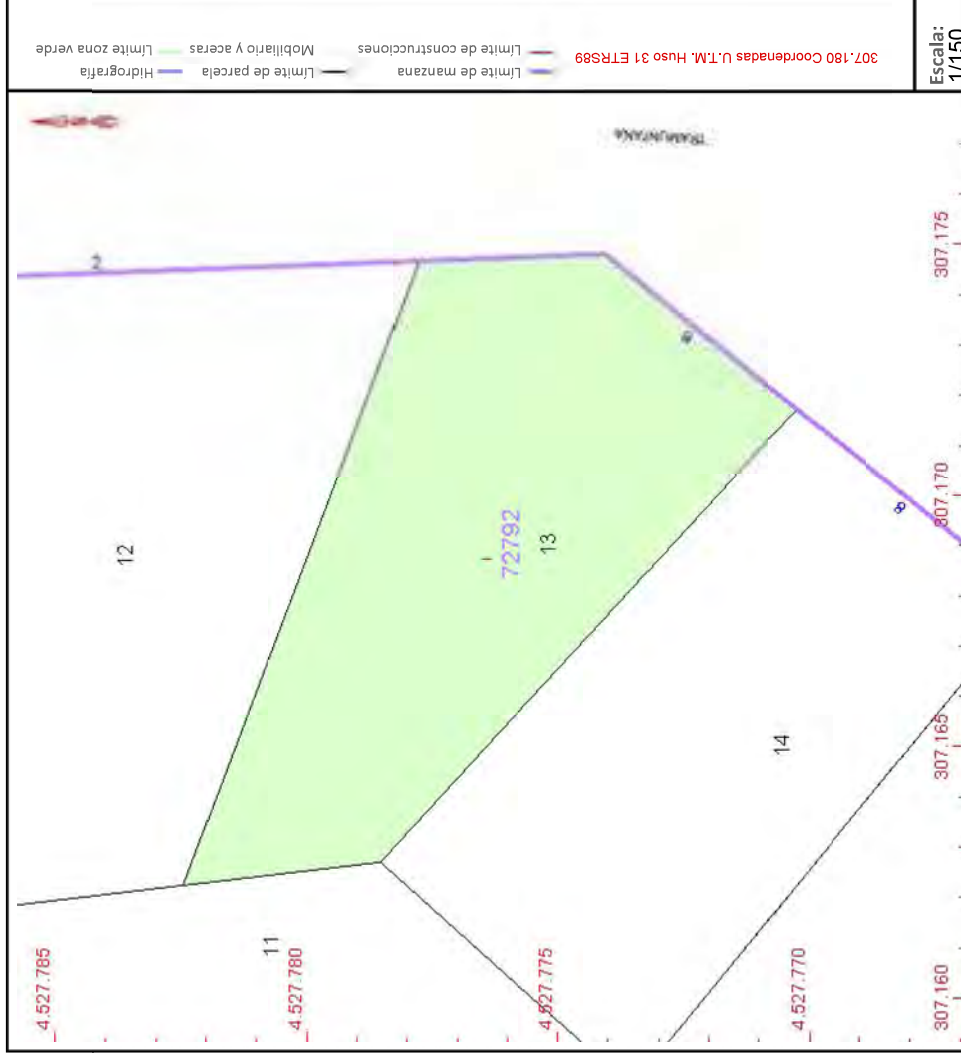 Límite de manzana
Límite de construcciones
Límite de parcela
Mobiliario y aceras
Hidrografía
Límite zona verde
307.180 Coordenadas U.T.M. Huso 31 ETRS89
Escala:
1/150
TRAMUNTANA
2
12
72792
13
8
14
11
4.527.785
4.527.780
4.527.775
4.527.770
307.175
307.170
307.165
307.160